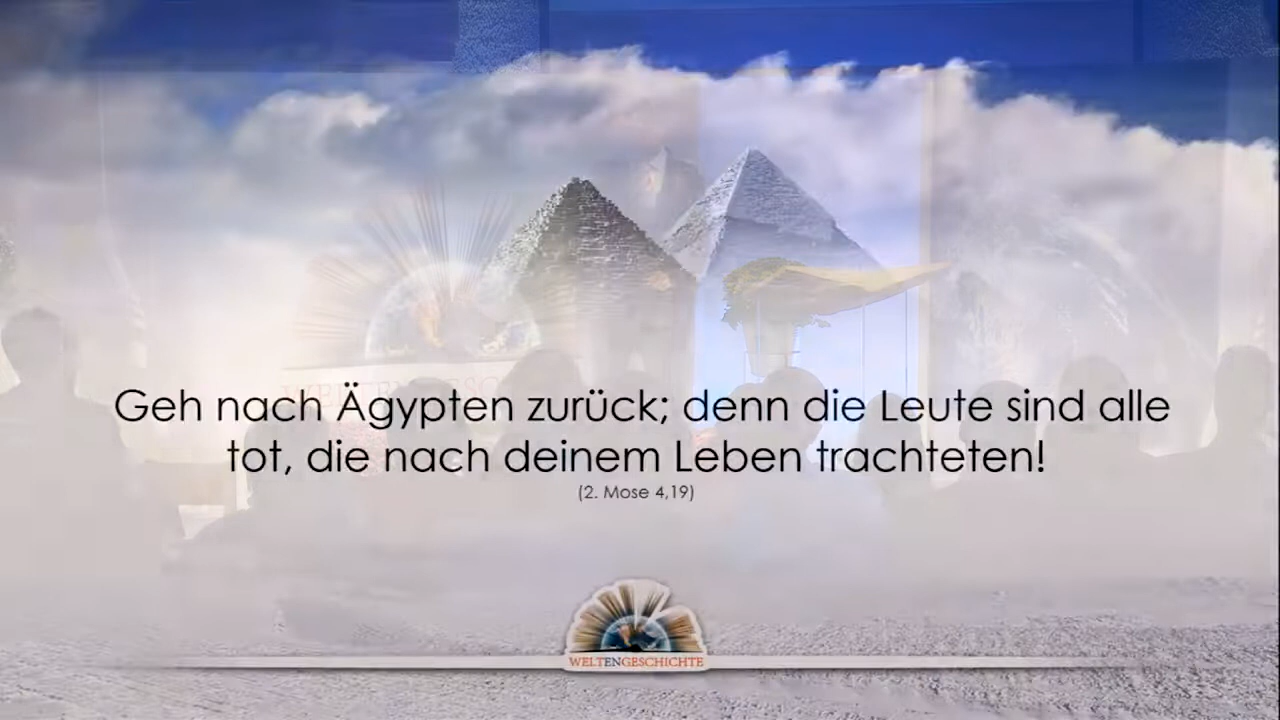 Geh nach Ägypten zurück; denn die Leute sind alle
tot, die nach deinem Leben trachteten!
(2. Mose 4,19)
WELTENGESCHICHTE